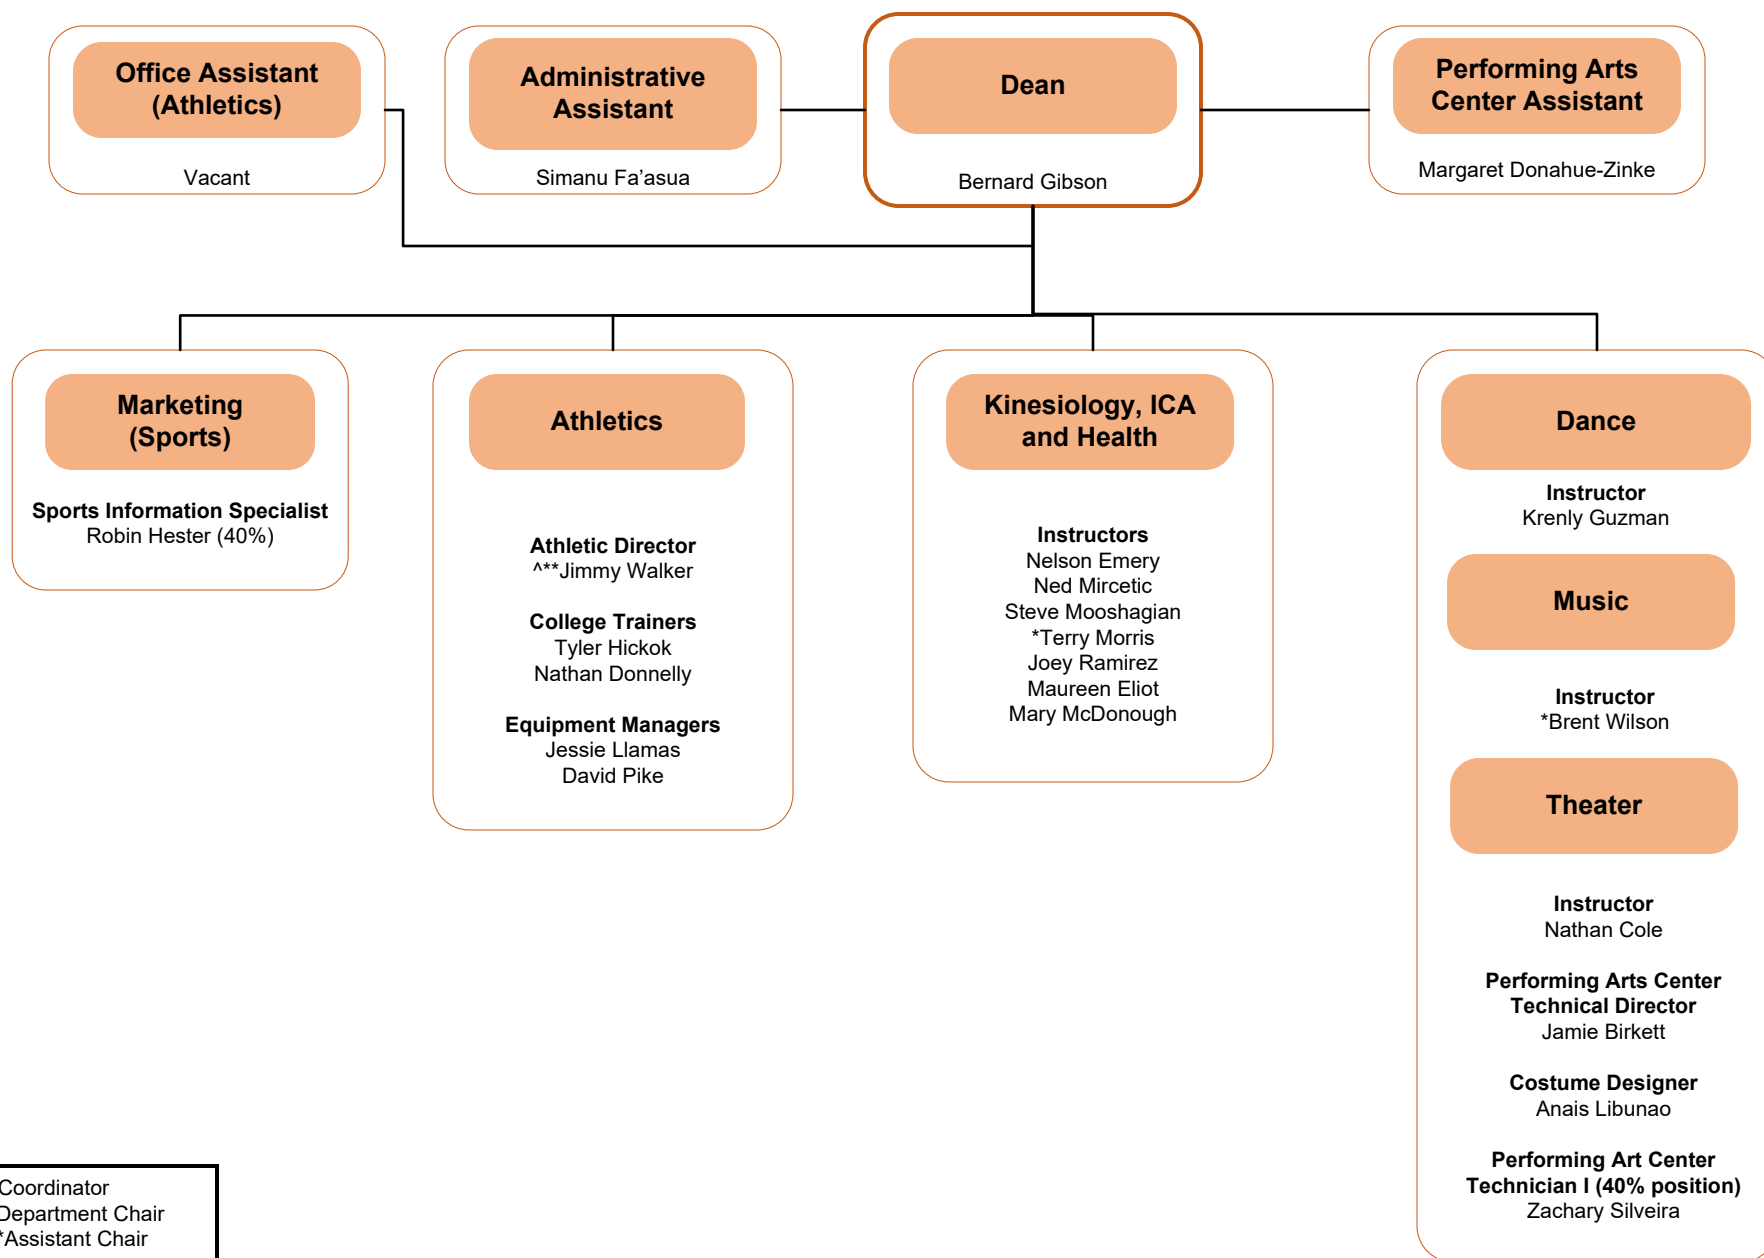 Office Assistant
(Athletics)
Vacant
Administrative
Assistant
Simanu Fa’asua
Dean
Bernard Gibson
Performing Arts
Center Assistant
Margaret Donahue-Zinke
Marketing
(Sports)
Sports Information Specialist
Robin Hester (40%)
Athletics
Athletic Director
^**Jimmy Walker
College Trainers
Tyler Hickok
Nathan Donnelly
Equipment Managers
Jessie Llamas
David Pike
Kinesiology, ICA
and Health
Instructors
Nelson Emery
Ned Mircetic
Steve Mooshagian
*Terry Morris
Joey Ramirez
Maureen Eliot
Mary McDonough
Dance
Instructor
Krenly Guzman
Music
Instructor
*Brent Wilson
Theater
Instructor
Nathan Cole
Performing Arts Center
Technical Director
Jamie Birkett
Costume Designer
Anais Libunao
Performing Art Center
Technician I (40% position)
Zachary Silveira
Coordinator
Department Chair
*Assistant Chair